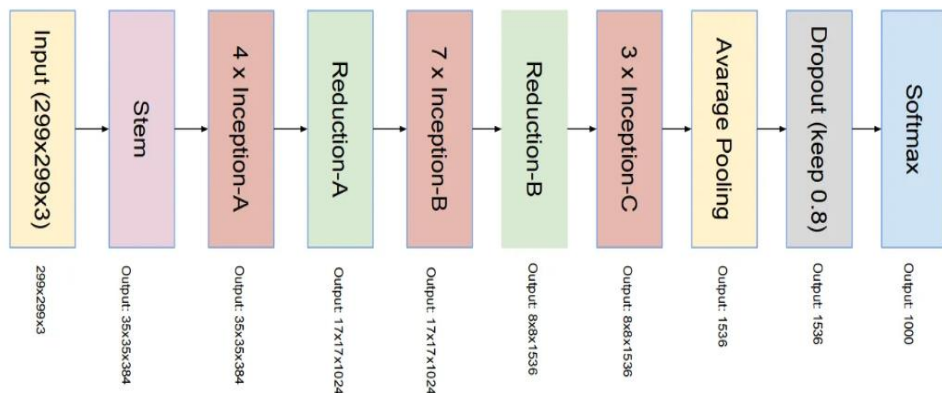 Input (299x299x3)
299x299x3
Stem
Output: 35x35x384
4 x Inception-A
Output: 35x35x384
Reduction-A
Output: 17x17x1024
7 x Inception-B
Output: 17x17x1024
Reduction-B
Output: 8x8x1536
3 x Inception-C
Output: 8x8x1536
Avarage Pooling
Output: 1536
Dropout (keep 0.8)
Output: 1536
Softmax
Output: 1000